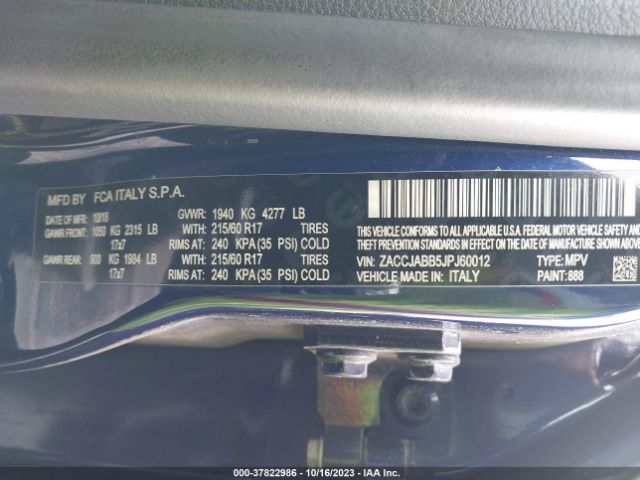 MFD BY FCA ITALY S.P.A.
DATE OF MFD: 10/18 GVWR: 1940 KG 4277 LB
GAWR FRONT: 1050 KG 2315 LB WITH: 215/60 R17 TIRES
17x7 RIMS AT: 240 KPA(35 PSI) COLD
GAWR REAR: 900 KG 1984 LB WITH: 215/60 R17 TIRES
17x7 RIMS AT: 240 KPA(35 PSI) COLD
THIS VEHICLE CONFORMS TO ALL APPLICABLE U.S.A. FEDERAL MOTOR VEHICLE SAFETY AND
THEFT PREVENTION STANDARDS IN EFFECT ON THE DATE OF MANUFACTURE SHOWN ABOVE.
VIN: ZACCJABB5JPJ60012 TYPE: MPV
VEHICLE MADE IN: ITALY PAINT: 888
000-37822986 - 10/16/2023 - IAA Inc.